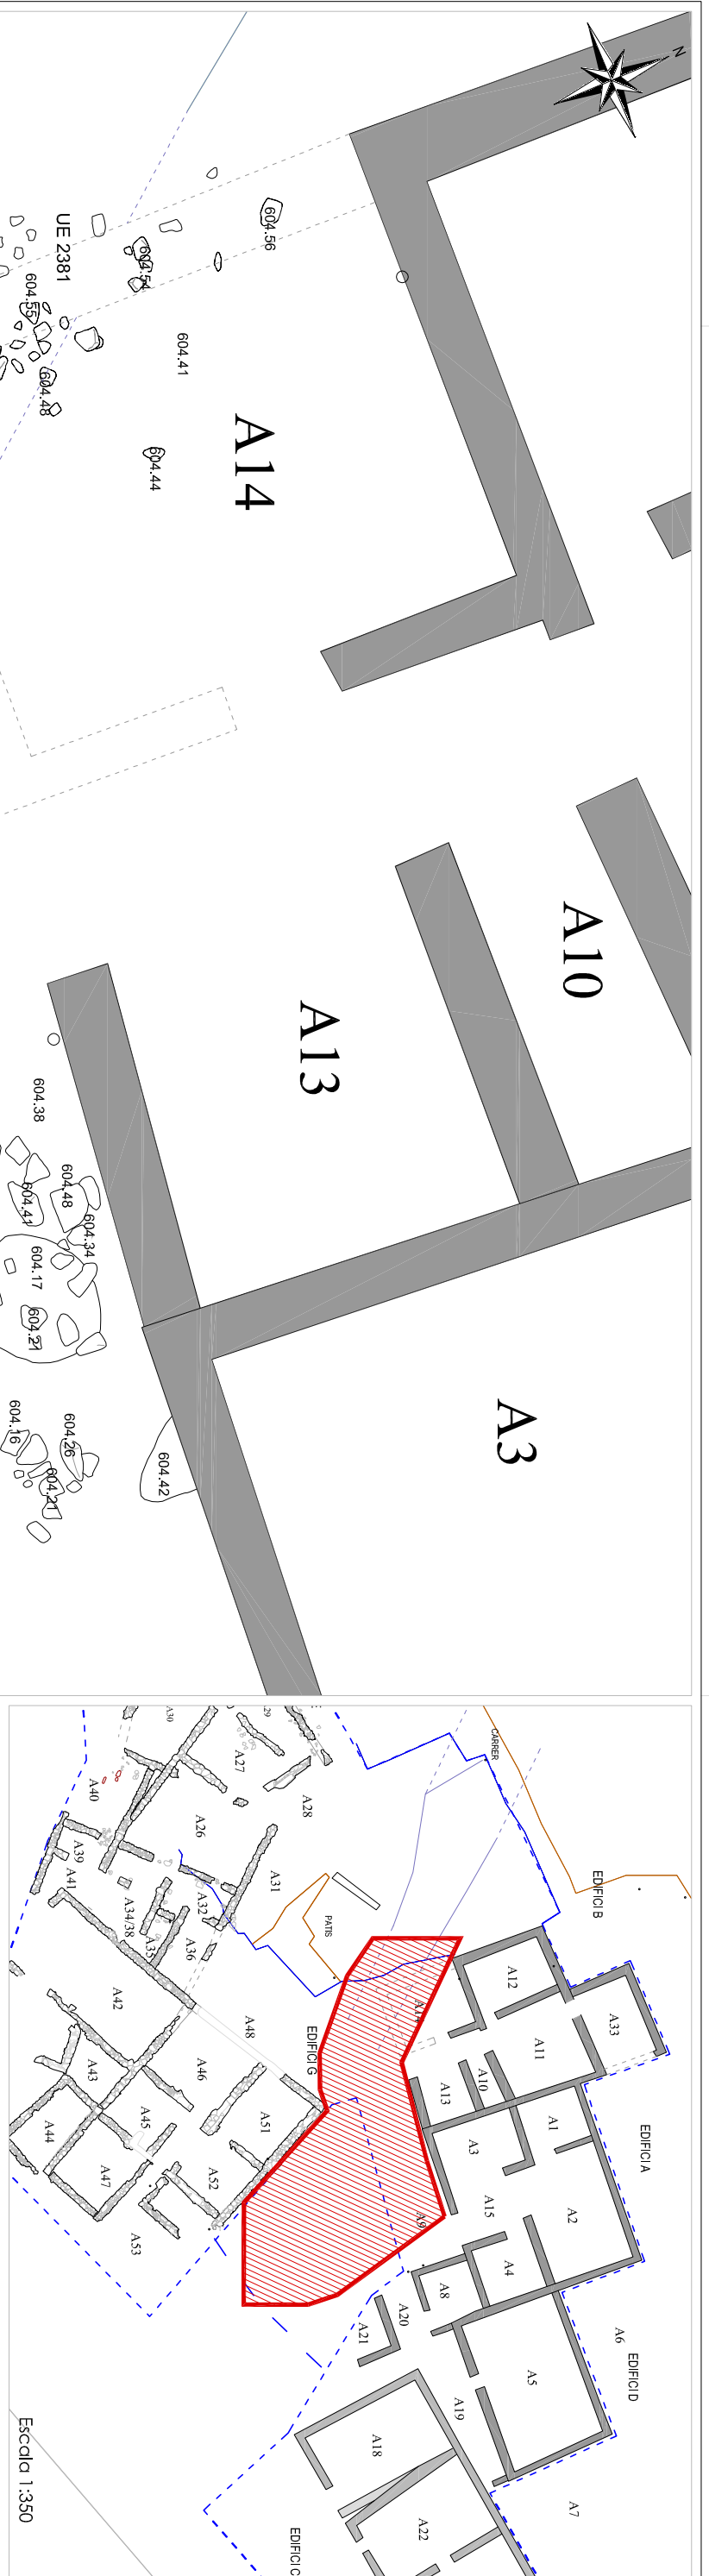 N
604.56
UE 2381
604.54
604.55
604.41
604.48
604.44
A14
A10
A13
604.38
604.48
604.41
604.34
604.17
604.21
A3
604.16
604.26
604.21
604.42
CARRER
EDIFICI B
A30
A27
A28
A40
A26
A39
A41
A31
A32
PATIS
A34/38
A35
A36
A12
A33
A14
A11
A42
A48
EDIFICI G
A10
A13
A43
A46
A1
EDIFICI A
A45
A51
A3
A44
A47
A52
A15
A2
A53
A9
A4
A8
A20
A21
A6
EDIFICI D
A5
A19
A18
A7
Escala 1:350
A22
EDIFICI C